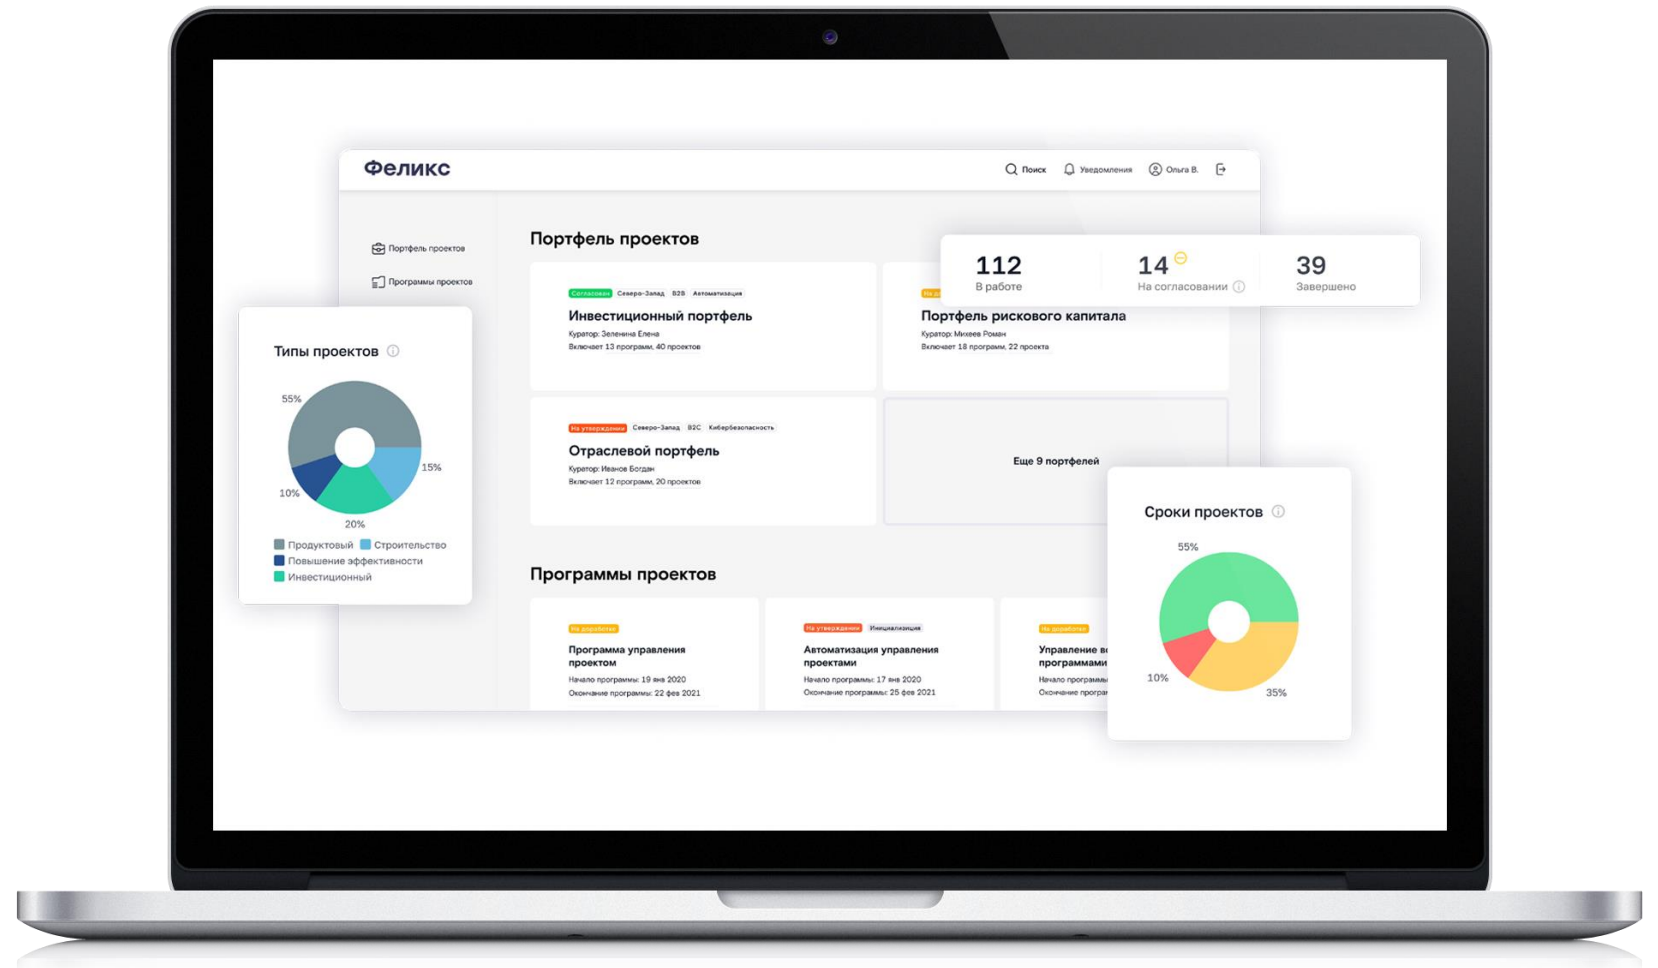 Феликс
Поиск
Уведомления
Ольга В.
Портфель проектов
Программы проектов
Портфель проектов
112
В работе
14
На согласовании
39
Завершено
Согласован Северо-Запад B2B Автоматизация
Инвестиционный портфель
Куратор: Зеленина Елена
Включает 13 программ, 40 проектов
Портфель рискового капитала
Куратор: Михеев Роман
Включает 18 программ, 22 проекта
На утверждении Северо-Запад B2C Кибербезопасность
Отраслевой портфель
Куратор: Иванов Богдан
Включает 12 программ, 20 проектов
Еще 9 портфелей
Типы проектов
55%
15%
10%
20%
Продуктовый Строительство
Повышение эффективности
Инвестиционный
Программы проектов
На доработке
Программа управления
проектом
Начало программы: 19 янв 2020
Окончание программы: 22 фев 2021
На утверждении Инициализация
Автоматизация управления
проектами
Начало программы: 17 янв 2020
Окончание программы: 25 фев 2021
На доработке
Управление
программами
Начало программы
Окончание
Сроки проектов
55%
10%
35%